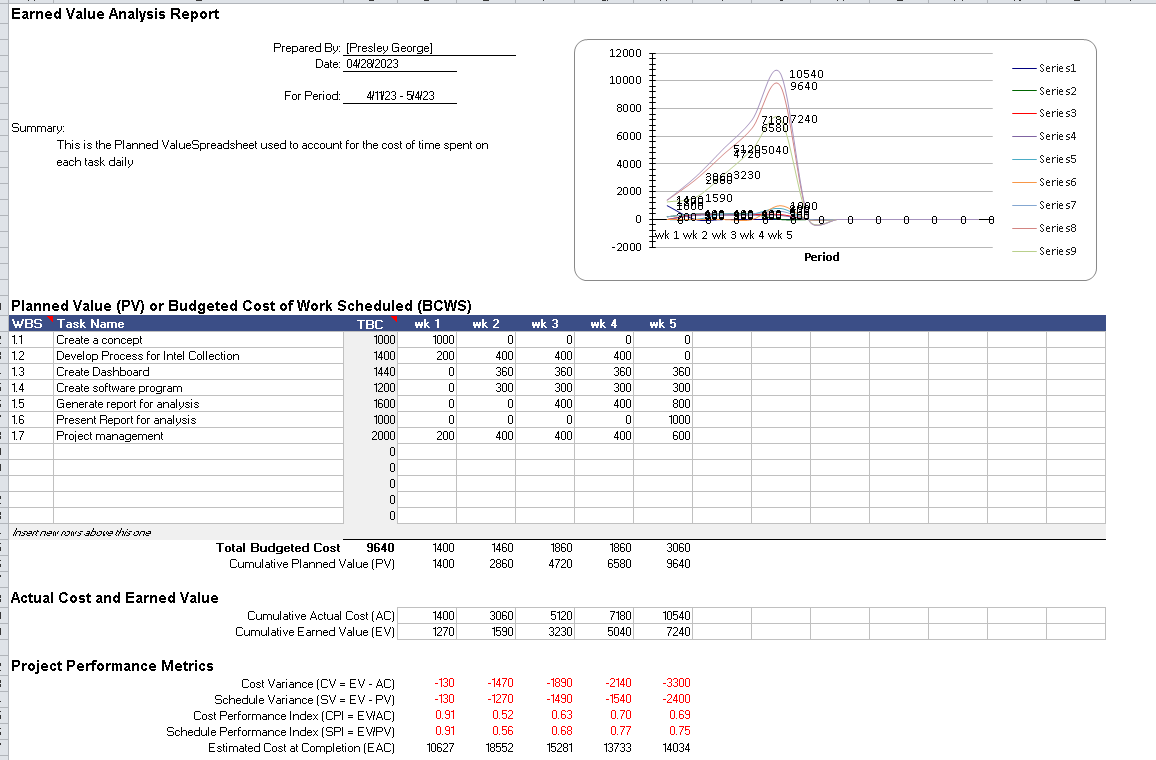 Earned Value Analysis Report
Prepared By: [Presley George]
Date: 04/28/2023
For Period: 4/11/23 - 5/4/23
Summary:
This is the Planned ValueSpreadsheet used to account for the cost of time spent on
each task daily
12000
10000
8000
6000
4000
2000
0
-2000
10540
9640
7180 7240
6580
5120 5040
4720
3060 3230
2860
1400 1590
1000
wk 1 wk 2 wk 3 wk 4 wk 5
0 0 0 0 0 0 0
Period
Series1
Series2
Series3
Series4
Series5
Series6
Series7
Series8
Series9
Planned Value (PV) or Budgeted Cost of Work Scheduled (BCWS)
WBS Task Name TBC wk 1 wk 2 wk 3 wk 4 wk 5
1.1 Create a concept 1000 1000 0 0 0 0
1.2 Develop Process for Intel Collection 1400 200 400 400 400 0
1.3 Create Dashboard 1440 0 360 360 360 360
1.4 Create software program 1200 0 300 300 300 300
1.5 Generate report for analysis 1600 0 0 400 400 800
1.6 Present Report for analysis 1000 0 0 0 0 1000
1.7 Project management 2000 200 400 400 400 600
0
0
0
0
0
Insert new rows above this one
Total Budgeted Cost 9640 1400 1460 1860 1860 3060
Cumulative Planned Value (PV) 1400 2860 4720 6580 9640
Actual Cost and Earned Value
Cumulative Actual Cost (AC) 1400 3060 5120 7180 10540
Cumulative Earned Value (EV) 1270 1590 3230 5040 7240
Project Performance Metrics
Cost Variance (CV = EV - AC) -130 -1470 -1890 -2140 -3300
Schedule Variance (SV = EV - PV) -130 -1270 -1490 -1540 -2400
Cost Performance Index (CPI = EV/AC) 0.91 0.52 0.63 0.70 0.69
Schedule Performance Index (SPI = EV/PV) 0.91 0.56 0.68 0.77 0.75
Estimated Cost at Completion (EAC) 10627 18552 15281 13733 14034